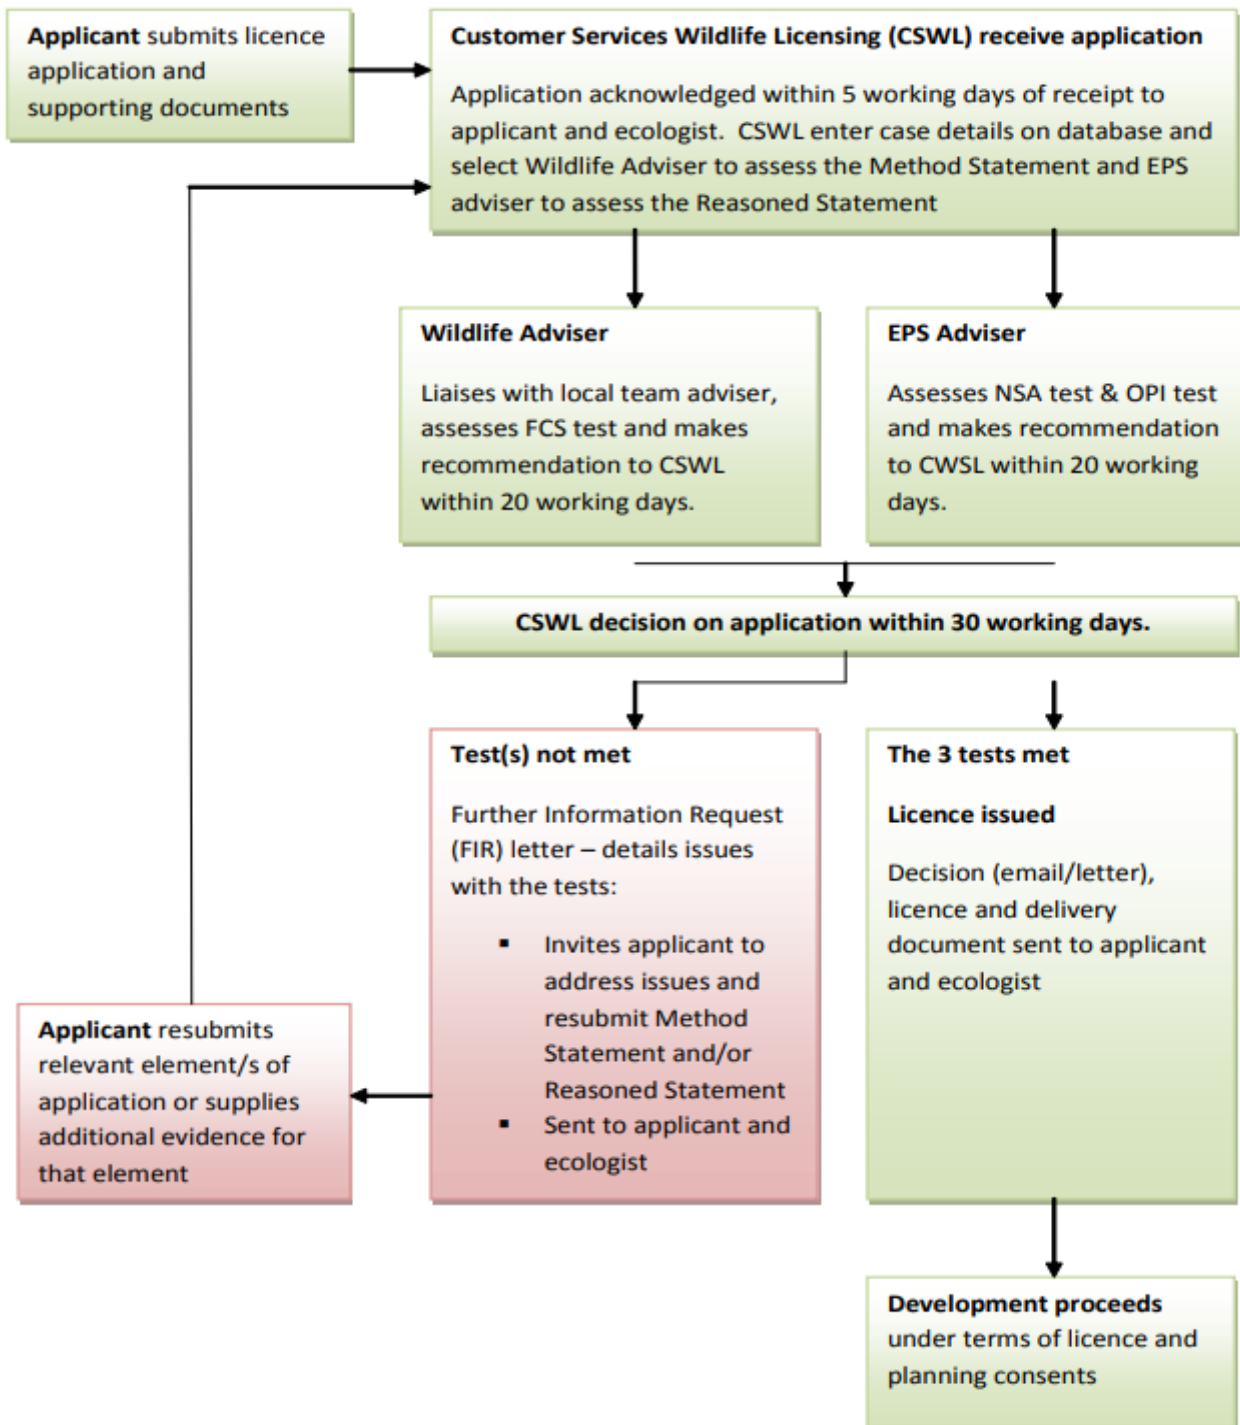 Applicant submits licence
application and
supporting documents
Customer Services Wildlife Licensing (CSWL) receive application
Application acknowledged within 5 working days of receipt to
applicant and ecologist.  CSWL enter case details on database and
select Wildlife Adviser to assess the Method Statement and EPS
adviser to assess the Reasoned Statement
Wildlife Adviser
Liaises with local team adviser,
assesses FCS test and makes
recommendation to CSWL
within 20 working days.
EPS Adviser
Assesses NSA test & OPI test
and makes recommendation
to CWSL within 20 working
days.
CSWL decision on application within 30 working days.
Test(s) not met
Further Information Request
(FIR) letter – details issues
with the tests:
▪ Invites applicant to
address issues and
resubmit Method
Statement and/or
Reasoned Statement
▪ Sent to applicant and
ecologist
The 3 tests met
Licence issued
Decision (email/letter),
licence and delivery
document sent to applicant
and ecologist
Applicant resubmits
relevant element/s of
application or supplies
additional evidence for
that element
Development proceeds
under terms of licence and
planning consents